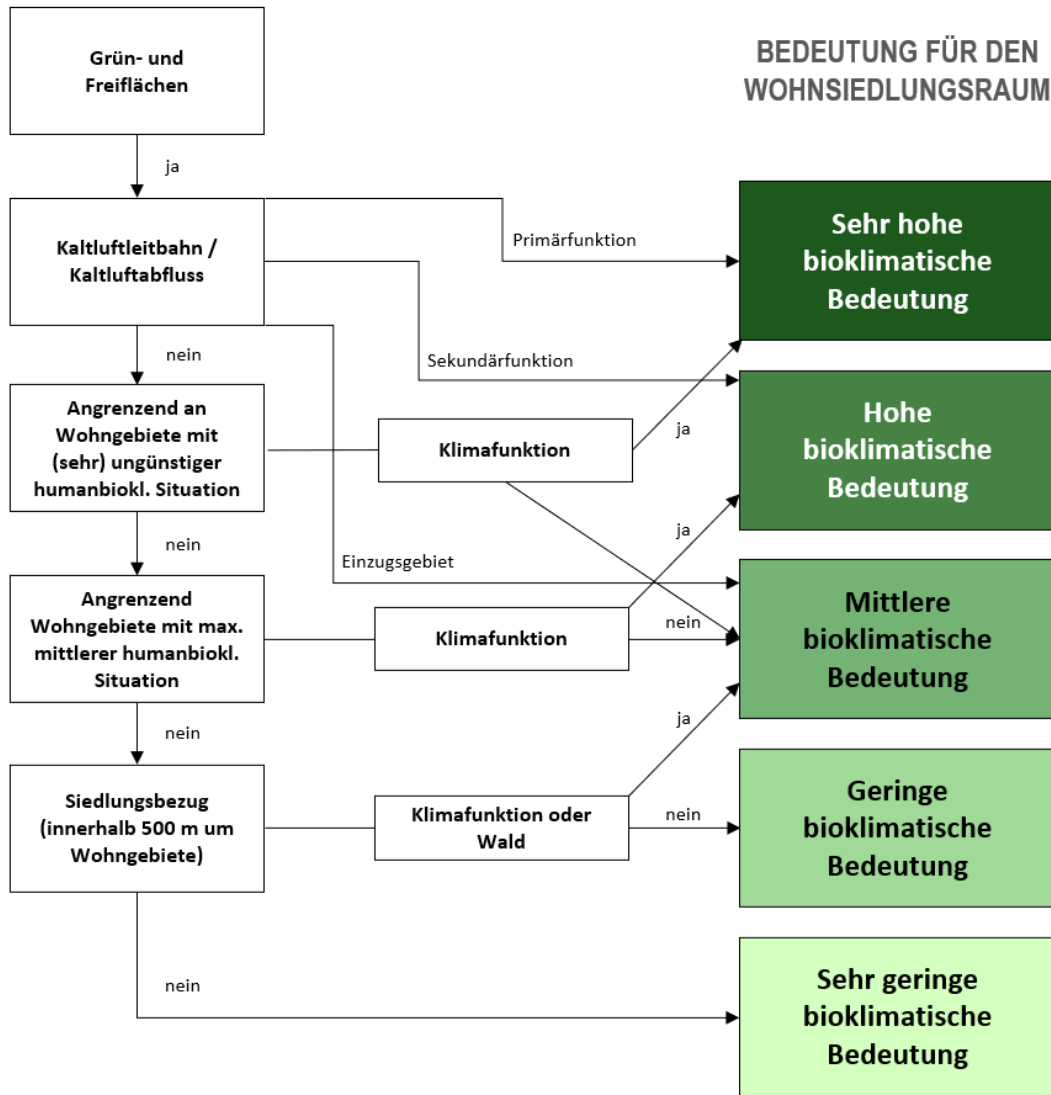 Grün- und
Freiflächen
BEDEUTUNG FÜR DEN
WOHNSIEDLUNGSRAUM
ja
Kaltluftleitbahn /
Kaltluftabfluss
Primärfunktion
Sehr hohe
bioklimatische
Bedeutung
nein
Sekundärfunktion
Angrenzend an
Wohngebiete mit
(sehr) ungünstiger
humanbiokl. Situation
Klimafunktion
ja
Hohe
bioklimatische
Bedeutung
nein
Einzugsgebiet
ja
Angrenzend
Wohngebiete mit max.
mittlerer humanbiokl.
Situation
Klimafunktion
nein
Mittlere
bioklimatische
Bedeutung
nein
ja
Siedlungsbezug
(innerhalb 500 m um
Wohngebiete)
Klimafunktion oder
Wald
nein
Geringe
bioklimatische
Bedeutung
nein
Sehr geringe
bioklimatische
Bedeutung